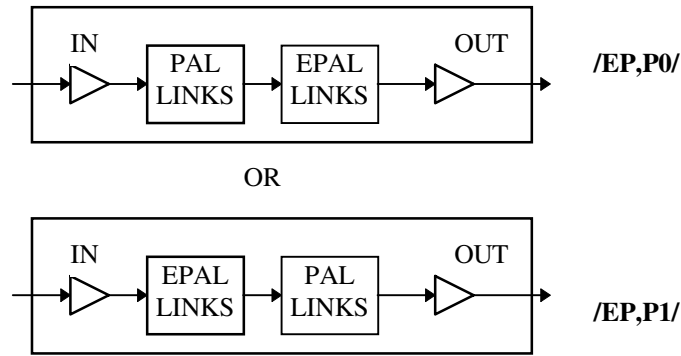 IN
OUT
PAL
LINKS
EPAL
LINKS
/EP,P0/
OR
IN
OUT
EPAL
LINKS
PAL
LINKS
/EP,P1/